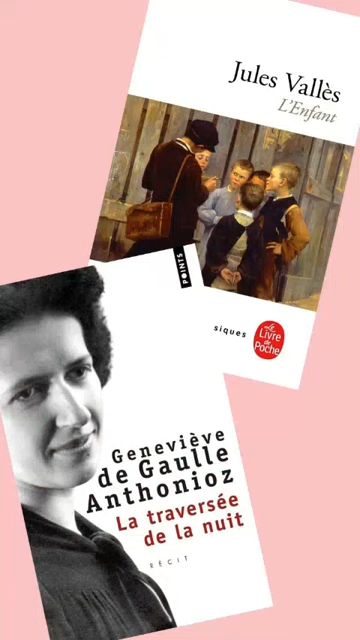 Jules Vallès
L'Enfant
siques
Le
Livre
de
Poche
POINTS
Geneviève
de Gaulle
Anthonioz
La traversée
de la nuit
RÉCIT